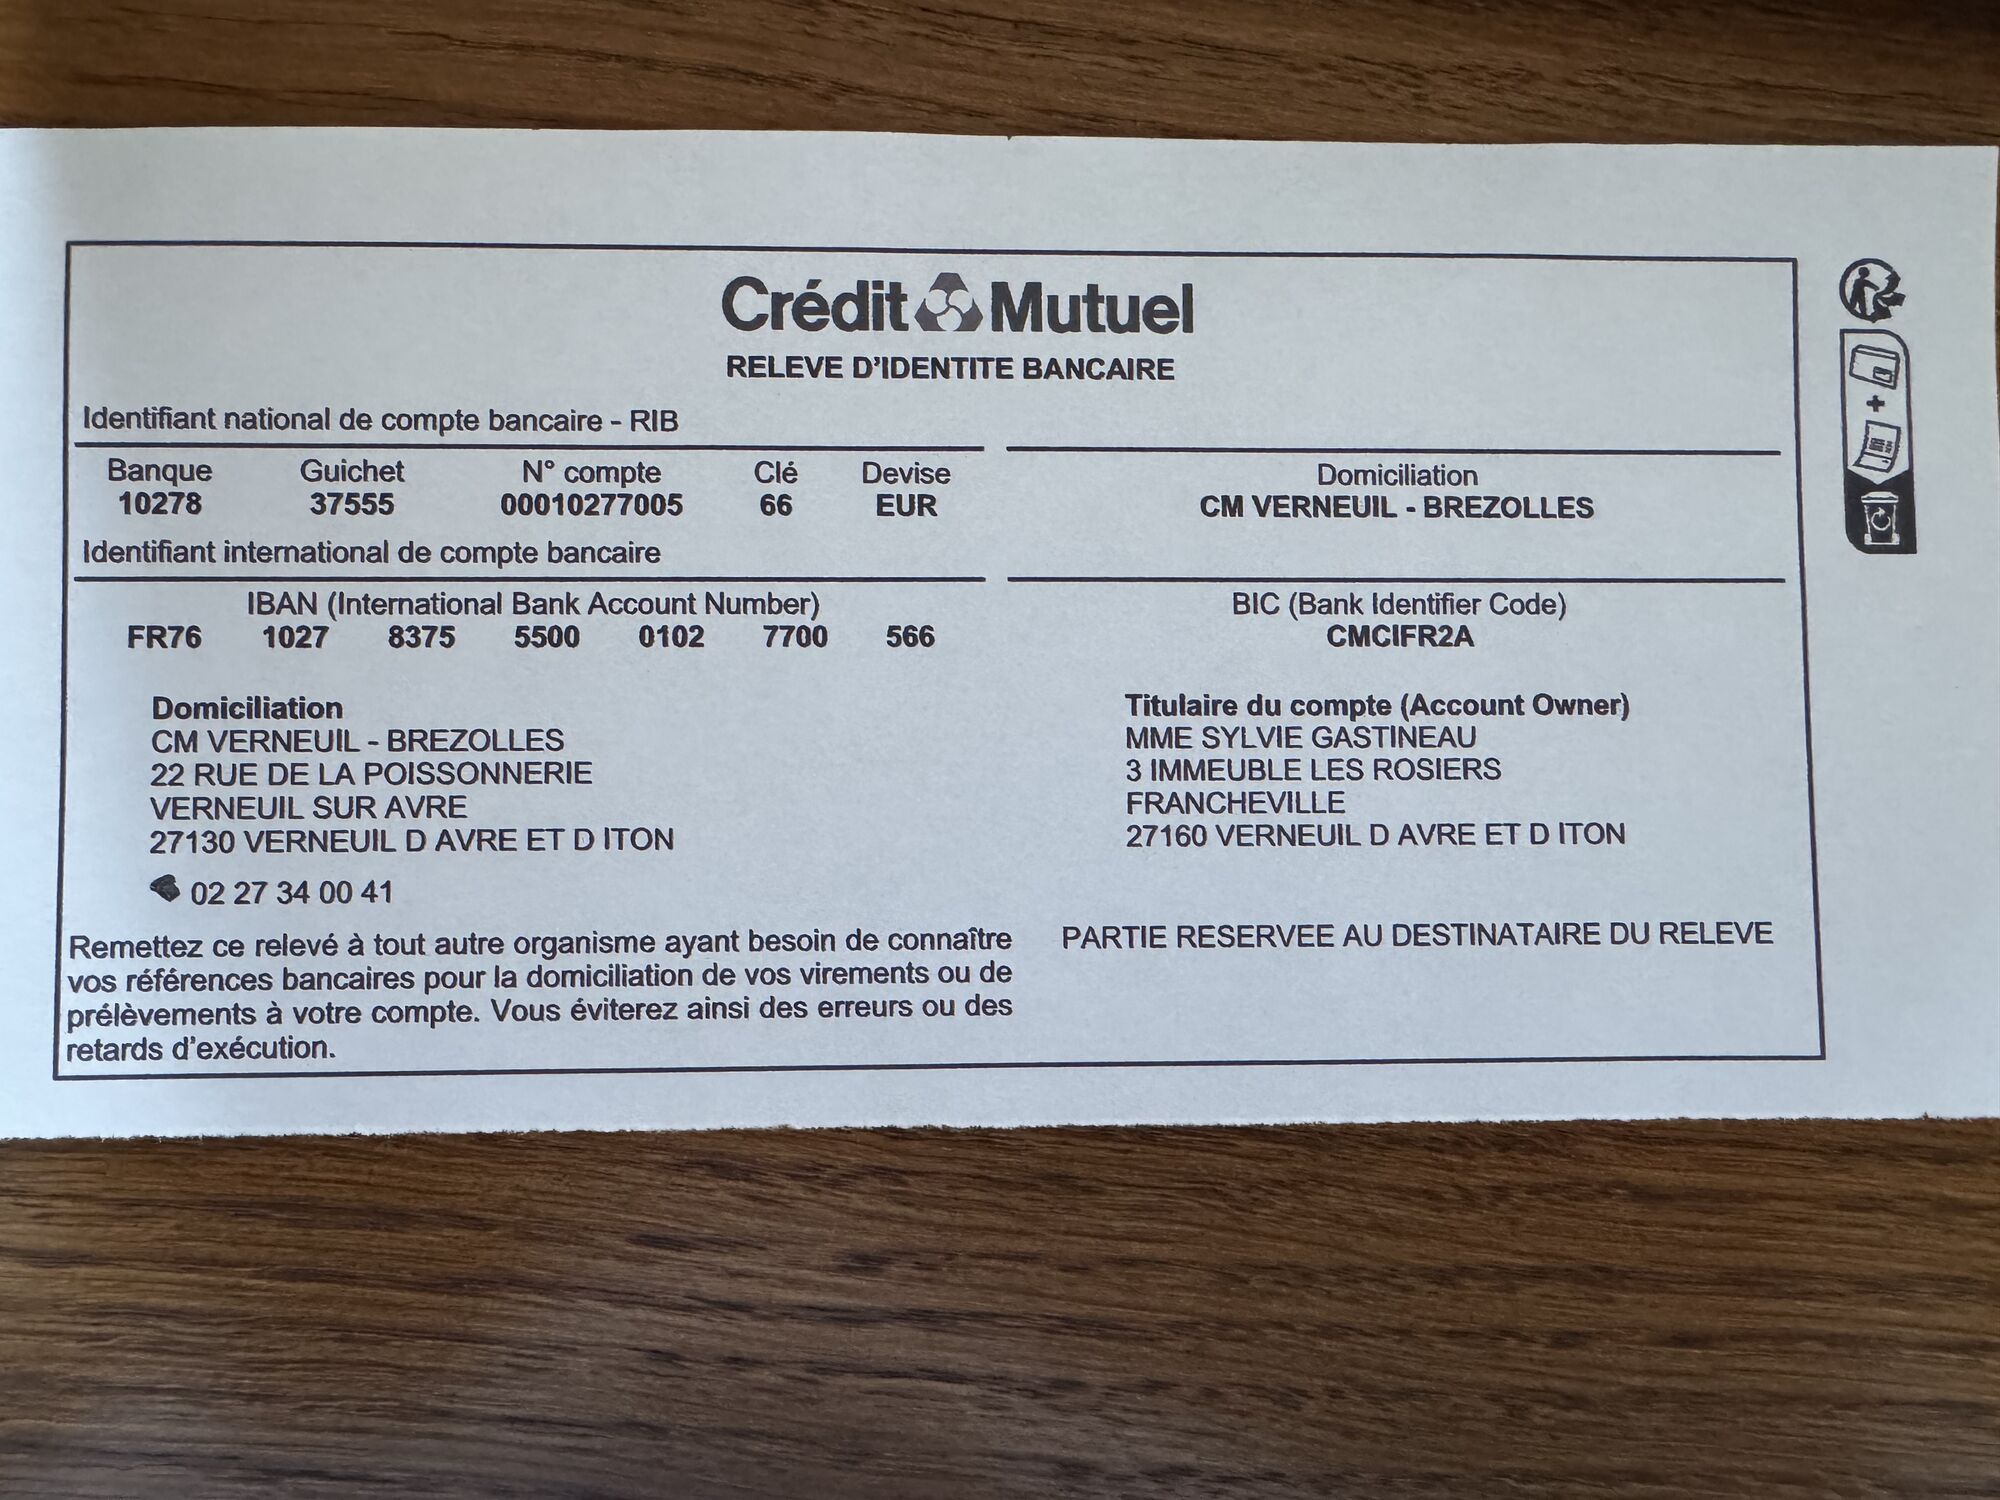 Crédit Mutuel
RELEVE D'IDENTITE BANCAIRE
Identifiant national de compte bancaire - RIB
Banque Guichet N° compte Clé Devise Domiciliation
10278 37555 00010277005 66 EUR CM VERNEUIL - BREZOLLES
Identifiant international de compte bancaire
IBAN (International Bank Account Number) BIC (Bank Identifier Code)
FR76 1027 8375 5500 0102 7700 566 CMCIFR2A
Domiciliation
CM VERNEUIL - BREZOLLES
22 RUE DE LA POISSONNERIE
VERNEUIL SUR AVRE
27130 VERNEUIL D AVRE ET D ITON
02 27 34 00 41
Titulaire du compte (Account Owner)
MME SYLVIE GASTINEAU
3 IMMEUBLE LES ROSIERS
FRANCHEVILLE
27160 VERNEUIL D AVRE ET D ITON
Remettez ce relevé à tout autre organisme ayant besoin de connaître
vos références bancaires pour la domiciliation de vos virements ou de
prélèvements à votre compte. Vous éviterez ainsi des erreurs ou des
retards d'exécution.
PARTIE RESERVEE AU DESTINATAIRE DU RELEVE